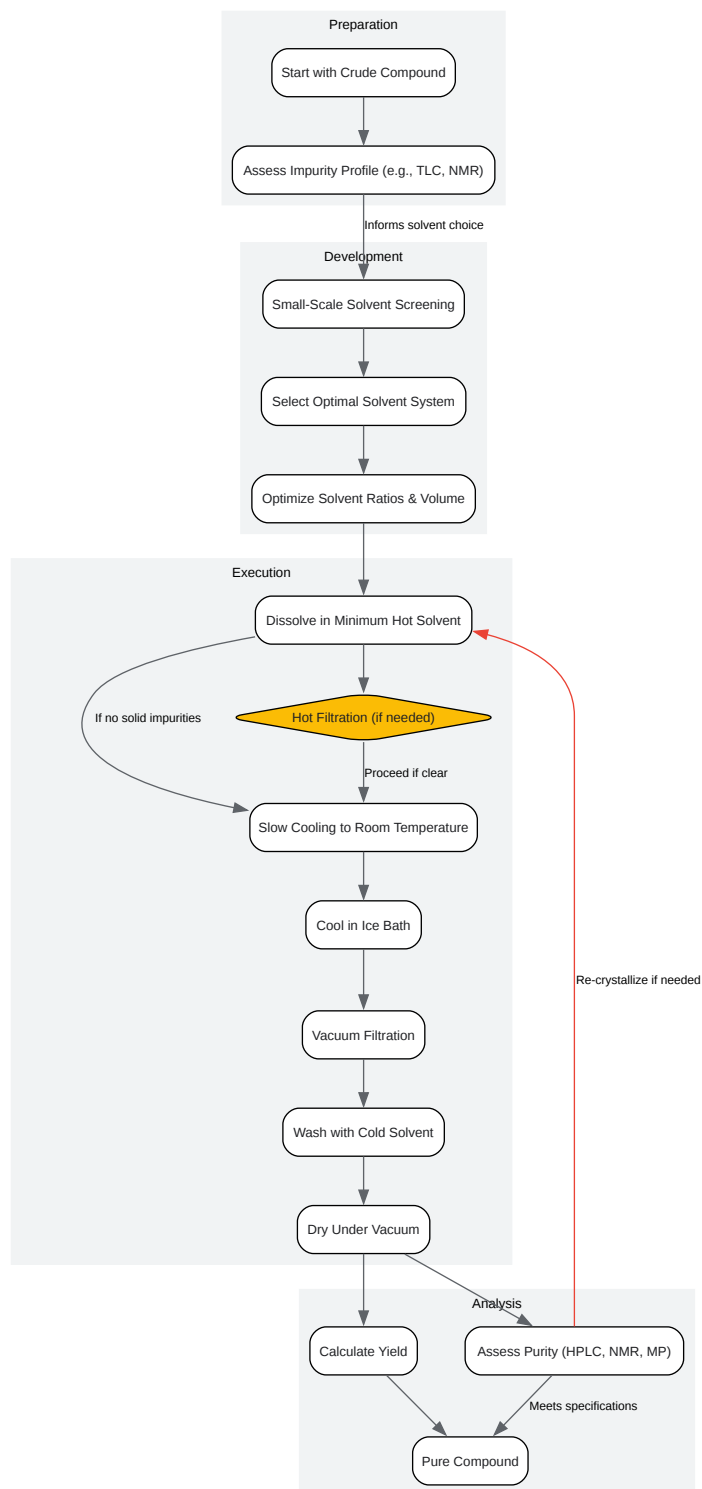 Preparation
Start with Crude Compound
Assess Impurity Profile (e.g., TLC, NMR)
Informs solvent choice
Development
Small-Scale Solvent Screening
Select Optimal Solvent System
Optimize Solvent Ratios & Volume
Execution
Dissolve in Minimum Hot Solvent
If no solid impurities
Hot Filtration (if needed)
Proceed if clear
Slow Cooling to Room Temperature
Cool in Ice Bath
Re-crystallize if needed
Vacuum Filtration
Wash with Cold Solvent
Dry Under Vacuum
Analysis
Calculate Yield
Assess Purity (HPLC, NMR, MP)
Meets specifications
Pure Compound